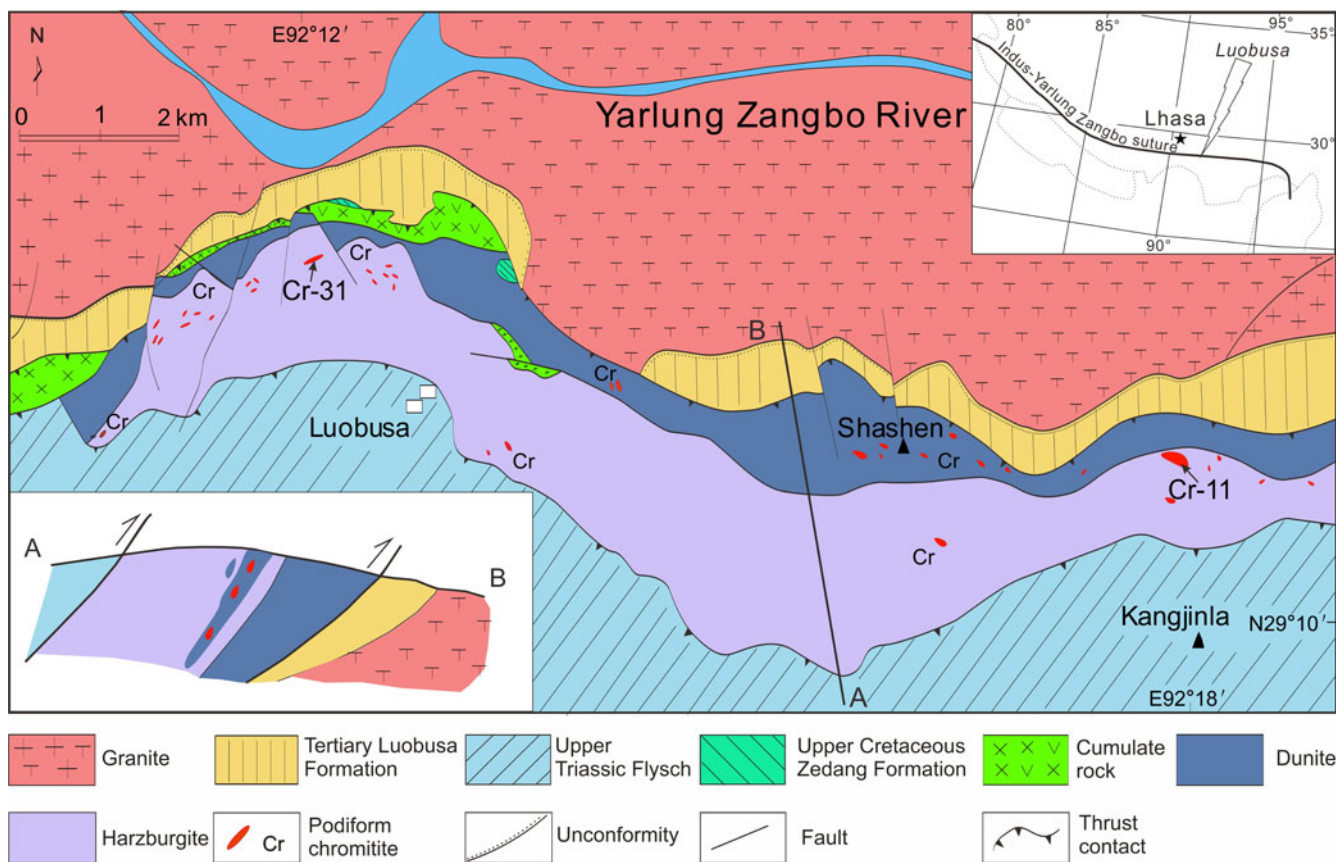 N
E92°12′
0 1 2 km
Yarlung Zangbo River
80°
85°
95°
35°
Luobusa
Indus-Yarlung Zangbo suture
Lhasa
30°
90°
Cr
Cr
Cr-31
B
Cr
Cr
Shashen
Cr
Luobusa
Cr
Cr-11
Cr
Kangjinla
N29°10′
A
E92°18′
A
B
Granite
Tertiary Luobusa
Formation
Upper
Triassic Flysch
Upper Cretaceous
Zedang Formation
Cumulate
rock
Dunite
Harzburgite
Cr
Podiform
chromitite
Unconformity
Fault
Thrust
contact